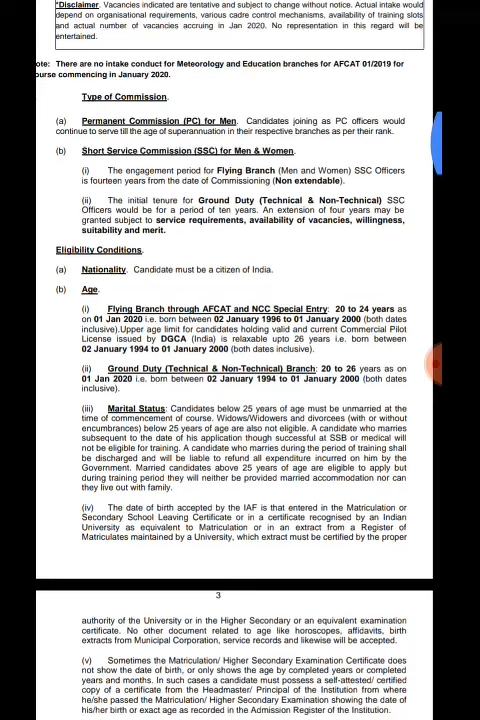 *Disclaimer. Vacancies indicated are tentative and subject to change without notice. Actual intake would
depend on organisational requirements, various cadre control mechanisms, availability of training slots
and actual number of vacancies accruing in Jan 2020. No representation in this regard will be
entertained.
ote: There are no intake conduct for Meteorology and Education branches for AFCAT 01/2019 for
ourse commencing in January 2020.
Type of Commission.
(a) Permanent Commission (PC) for Men. Candidates joining as PC officers would
continue to serve till the age of superannuation in their respective branches as per their rank.
(b) Short Service Commission (SSC) for Men & Women.
(i) The engagement period for Flying Branch (Men and Women) SSC Officers
is fourteen years from the date of Commissioning (Non extendable).
(ii) The initial tenure for Ground Duty (Technical & Non-Technical) SSC
Officers would be for a period of ten years. An extension of four years may be
granted subject to service requirements, availability of vacancies, willingness,
suitability and merit.
Eligibility Conditions.
(a) Nationality. Candidate must be a citizen of India.
(b) Age.
(i) Flying Branch through AFCAT and NCC Special Entry: 20 to 24 years as
on 01 Jan 2020 i.e. born between 02 January 1996 to 01 January 2000 (both dates
inclusive).Upper age limit for candidates holding valid and current Commercial Pilot
License issued by DGCA (India) is relaxable upto 26 years i.e. born between
02 January 1994 to 01 January 2000 (both dates inclusive).
(ii) Ground Duty (Technical & Non-Technical) Branch: 20 to 26 years as on
01 Jan 2020 i.e. born between 02 January 1994 to 01 January 2000 (both dates
inclusive).
(iii) Marital Status: Candidates below 25 years of age must be unmarried at the
time of commencement of course. Widows/Widowers and divorcees (with or without
encumbrances) below 25 years of age are also not eligible. A candidate who marries
subsequent to the date of his application though successful at SSB or medical will
not be eligible for training. A candidate who marries during the period of training shall
be discharged and will be liable to refund all expenditure incurred on him by the
Government. Married candidates above 25 years of age are eligible to apply but
during training period they will neither be provided married accommodation nor can
they live out with family.
(iv) The date of birth accepted by the IAF is that entered in the Matriculation or
Secondary School Leaving Certificate or in a certificate recognised by an Indian
University as equivalent to Matriculation or in an extract from a Register of
Matriculates maintained by a University, which extract must be certified by the proper
3
authority of the University or in the Higher Secondary or an equivalent examination
certificate. No other document related to age like horoscopes, affidavits, birth
extracts from Municipal Corporation, service records and likewise will be accepted.
(v) Sometimes the Matriculation/ Higher Secondary Examination Certificate does
not show the date of birth, or only shows the age by completed years or completed
years and months. In such cases a candidate must possess a self-attested/ certified
copy of a certificate from the Headmaster/ Principal of the Institution from where
he/she passed the Matriculation/ Higher Secondary Examination showing the date of
his/her birth or exact age as recorded in the Admission Register of the Institution.